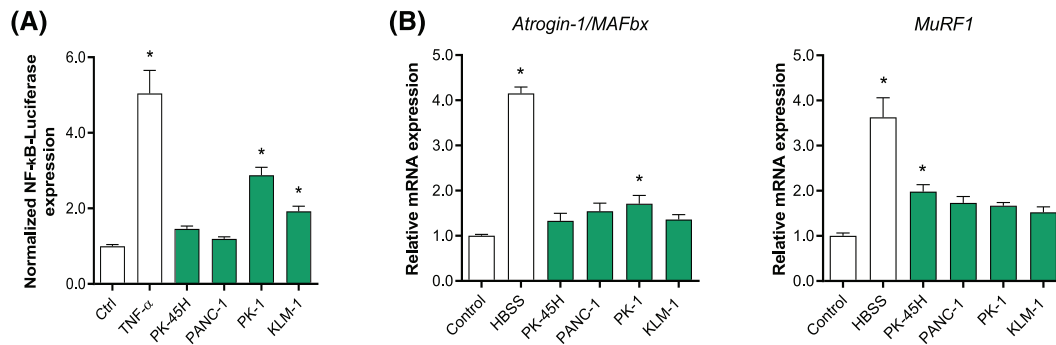 (A)
Normalized NF-kB-Luciferase
expression
6.0
4.0
2.0
0.0
*
*
*
Ctrl
TNF-α
PK-45H
PANC-1
PK-1
KLM-1
(B)
Atrogin-1/MAFbx
Relative mRNA expression
5.0
4.0
3.0
2.0
1.0
0.0
*
*
Control
HBSS
PK-45H
PANC-1
PK-1
KLM-1
MuRF1
Relative mRNA expression
5.0
4.0
3.0
2.0
1.0
0.0
*
*
Control
HBSS
PK-45H
PANC-1
PK-1
KLM-1